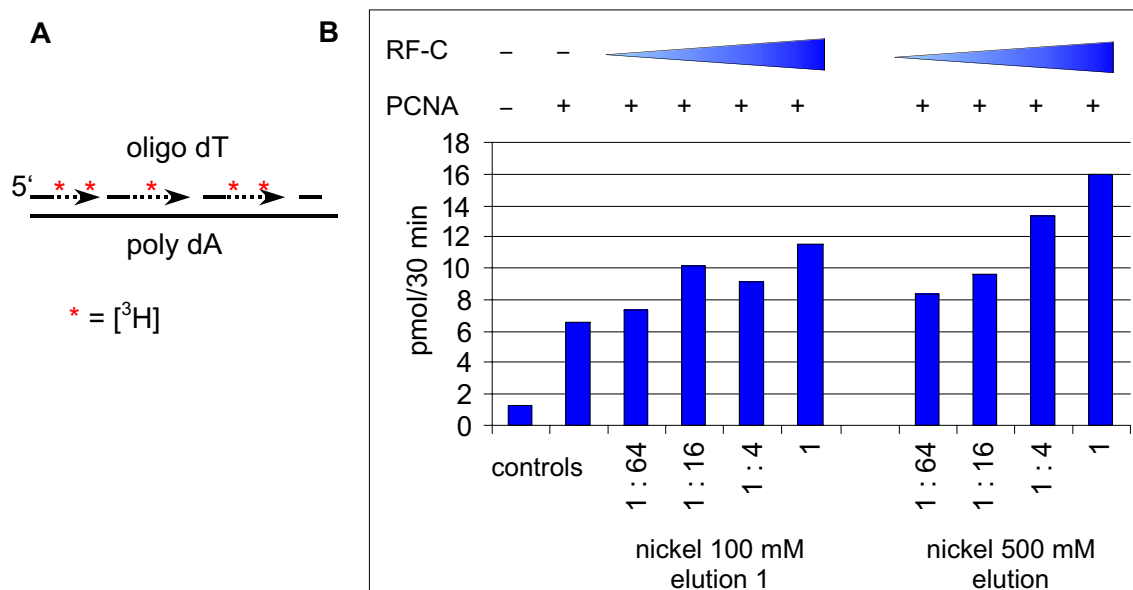 A
oligo dT
5‘
* * * * *
poly dA
* = [³H]
B
RF-C – –
PCNA – + + + + + + + + +
pmol/30 min
18
16
14
12
10
8
6
4
2
0
controls
1 : 64
1 : 16
1 : 4
1
1 : 64
1 : 16
1 : 4
1
nickel 100 mM
elution 1
nickel 500 mM
elution